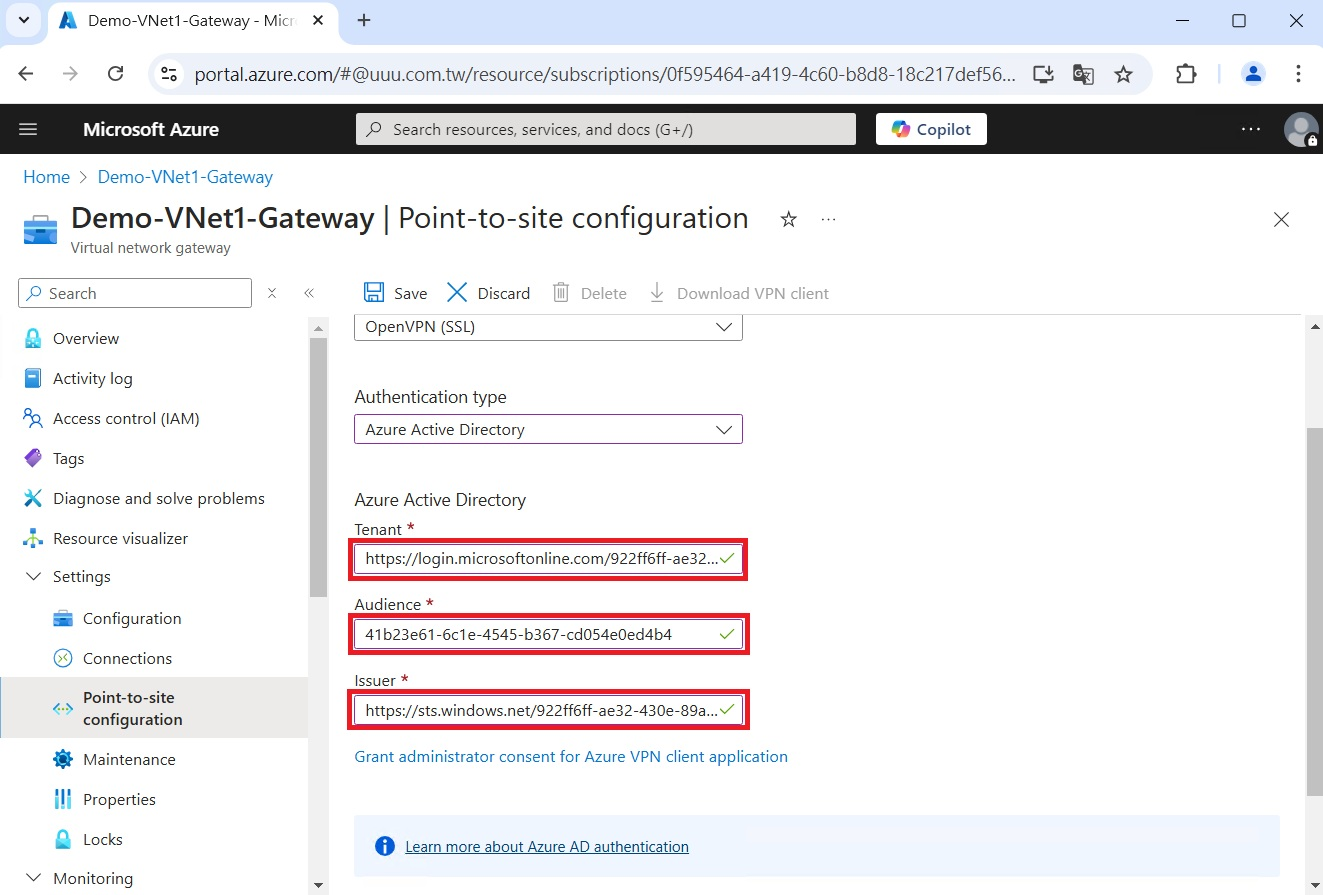 Demo-VNet1-Gateway - Micr
portal.azure.com/#@uuu.com.tw/resource/subscriptions/0f595464-a419-4c60-b8d8-18c217def56...
Microsoft Azure
Search resources, services, and docs (G+/)
Copilot
Home > Demo-VNet1-Gateway
Demo-VNet1-Gateway | Point-to-site configuration
Virtual network gateway
Search
Save
Discard
Delete
Download VPN client
Overview
Activity log
Access control (IAM)
Tags
Diagnose and solve problems
Resource visualizer
Settings
Configuration
Connections
Point-to-site
configuration
Maintenance
Properties
Locks
Monitoring
OpenVPN (SSL)
Authentication type
Azure Active Directory
Azure Active Directory
Tenant *
https://login.microsoftonline.com/922ff6ff-ae32...
Audience *
41b23e61-6c1e-4545-b367-cd054e0ed4b4
Issuer *
https://sts.windows.net/922ff6ff-ae32-430e-89a...
Grant administrator consent for Azure VPN client application
Learn more about Azure AD authentication